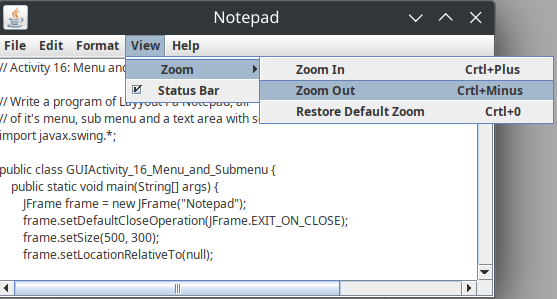 Notepad
File Edit Format View Help
Zoom
Status Bar
Zoom In Crtl+Plus
Zoom Out Crtl+Minus
Restore Default Zoom Crtl+0
// Activity 16: Menu and
// Write a program of Layyout
// of it's menu, sub menu and a text area with
import javax.swing.*;
public class GUIActivity_16_Menu_and_Submenu {
public static void main(String[] args) {
JFrame frame = new JFrame("Notepad");
frame.setDefaultCloseOperation(JFrame.EXIT_ON_CLOSE);
frame.setSize(500, 300);
frame.setLocationRelativeTo(null);